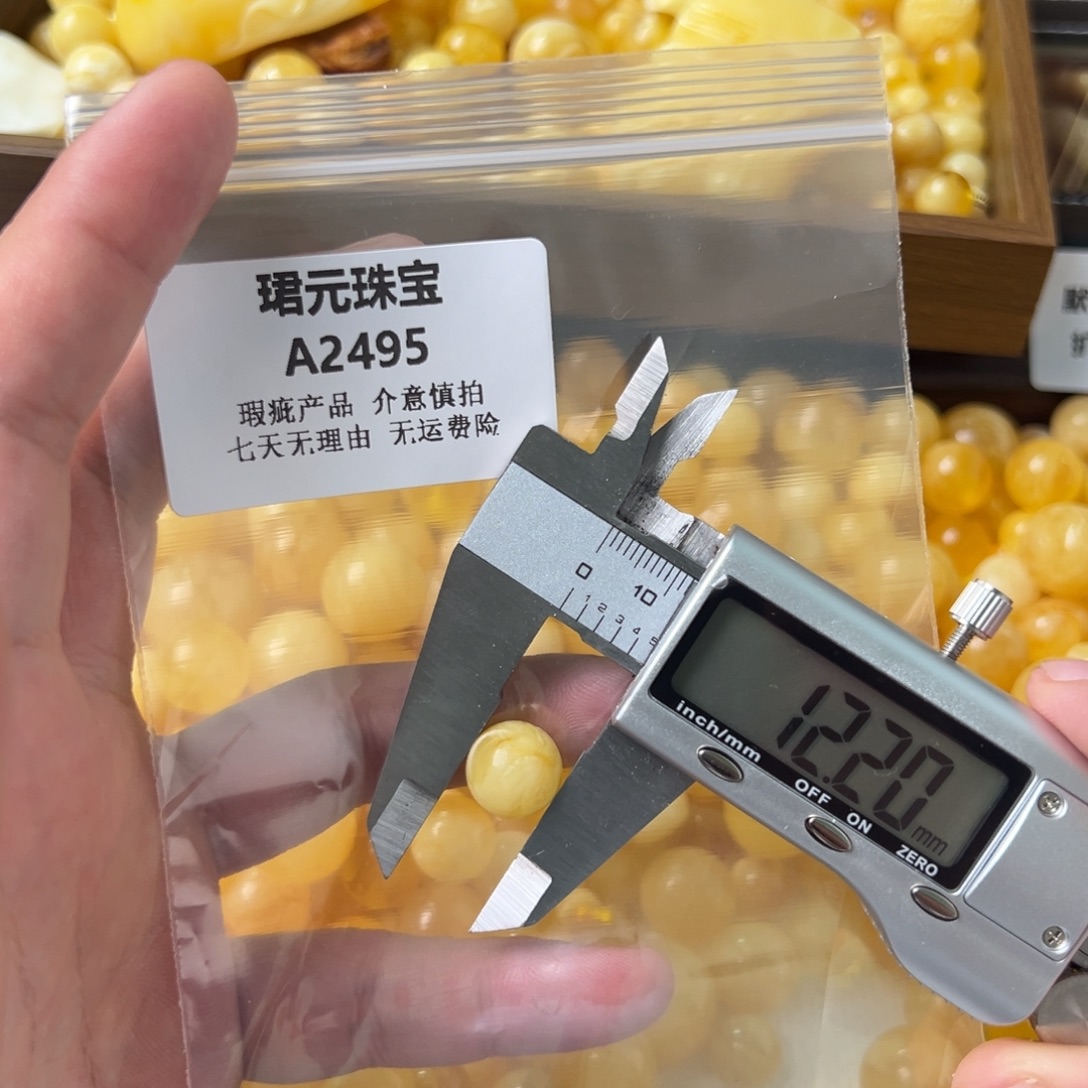 珺元珠宝
A2495
瑕疵产品 介意慎拍
七天无理由 无运费险
0 10
1 2 3 4 5
12.20 mm
inch/mm
OFF
ON
ZERO